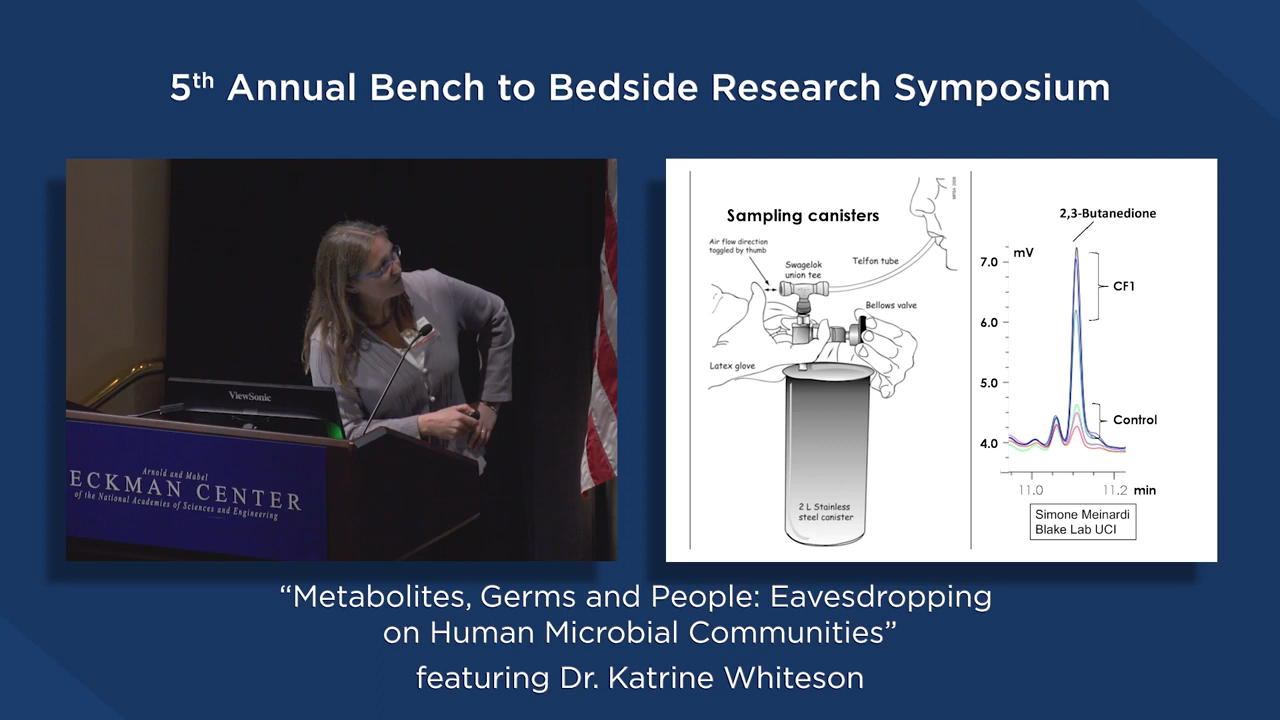 5th Annual Bench to Bedside Research Symposium
ViewSonic
Arnold and Mabel
ECKMAN CENTER
of the National Academies of Sciences and Engineering
Sampling canisters
Air flow direction
toggled by thumb
Swagelok
union tee
Telfon tube
Bellows valve
Latex glove
2 L Stainless
steel canister
2,3-Butanedione
mV
7.0
CF1
6.0
5.0
Control
4.0
11.0
11.2 min
Simone Meinardi
Blake Lab UCI
“Metabolites, Germs and People: Eavesdropping
on Human Microbial Communities”
featuring Dr. Katrine Whiteson